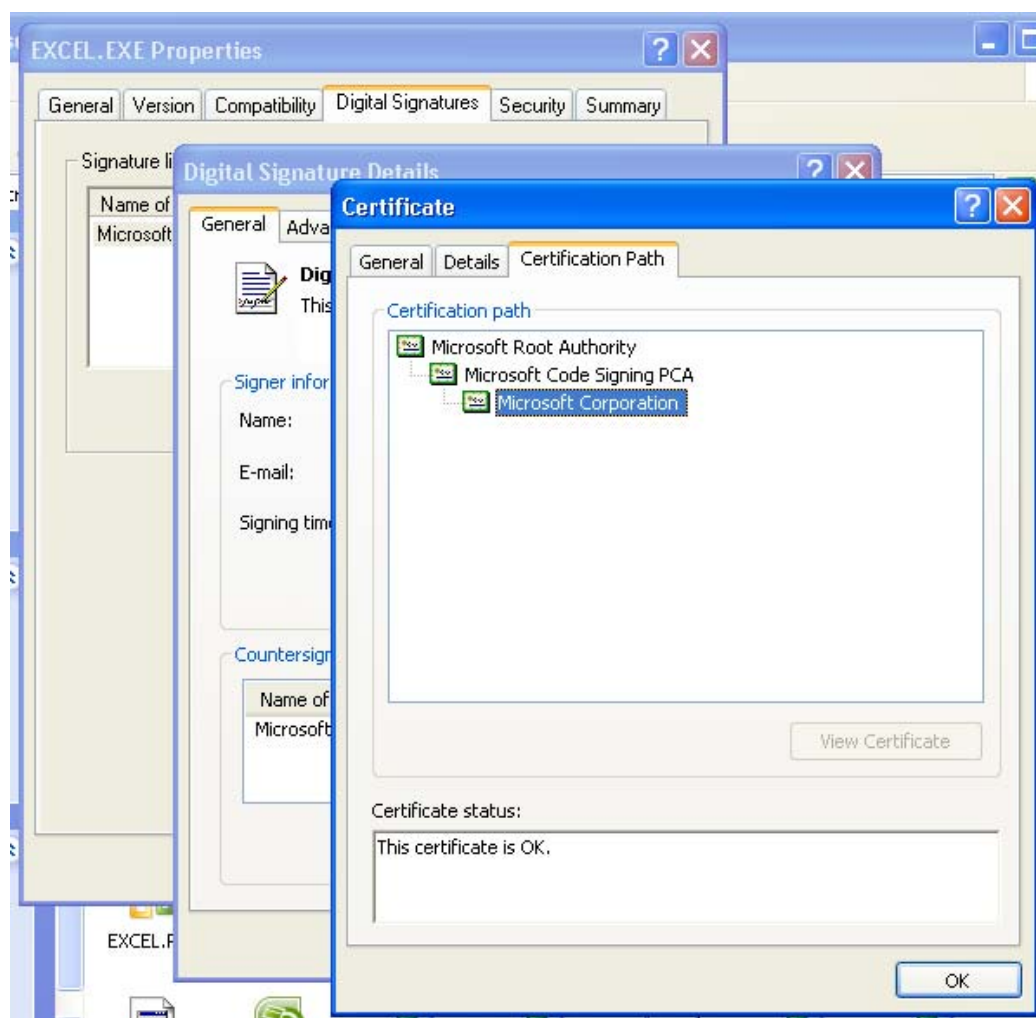 EXCEL.EXE Properties
General Version Compatibility Digital Signatures Security Summary
Signature li
Name of
Microsoft
Digital Signature Details
General Adva
Dig
This
Signer infor
Name:
E-mail:
Signing time
Countersign
Name of
Microsoft
Certificate
General Details Certification Path
Certification path
Microsoft Root Authority
Microsoft Code Signing PCA
Microsoft Corporation
View Certificate
Certificate status:
This certificate is OK.
OK